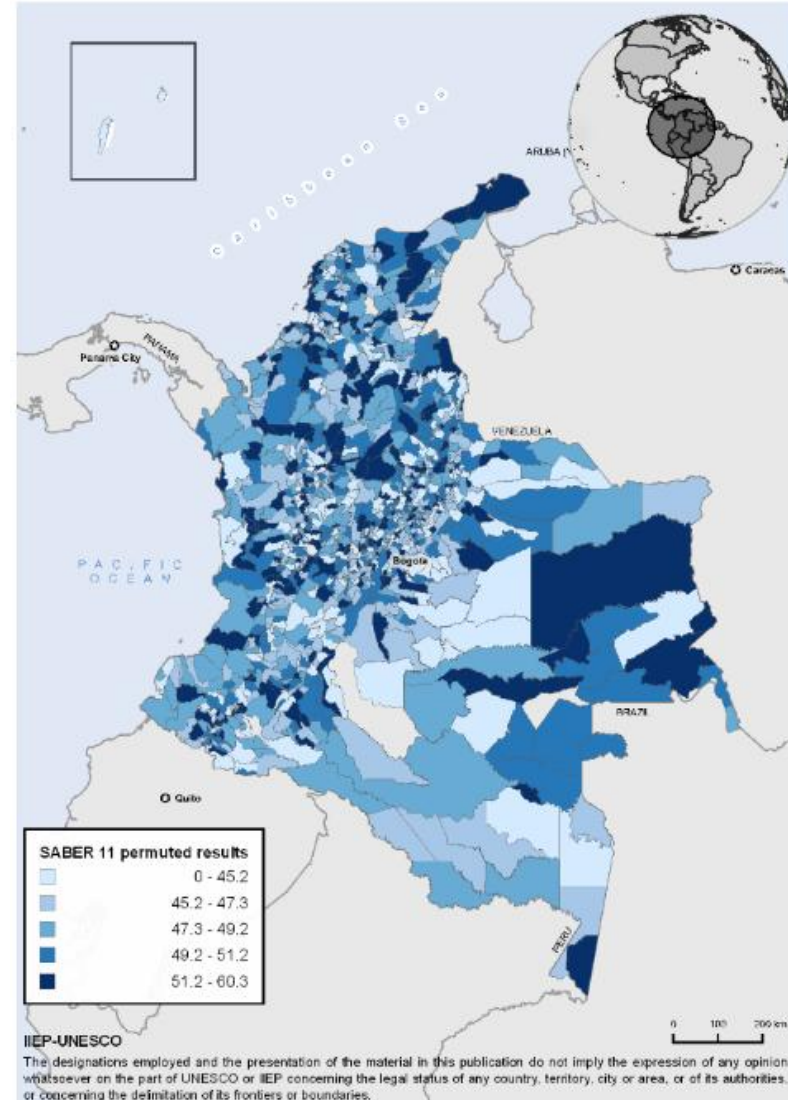 Caribbean Sea
ARUBA
Caracas
PANAMA
Panama City
VENEZUELA
PACIFIC
OCEAN
Bogota
BRAZIL
Quito
PERU
SABER 11 permuted results
0 - 45.2
45.2 - 47.3
47.3 - 49.2
49.2 - 51.2
51.2 - 60.3
0 100 200 km
IIEP-UNESCO
The designations employed and the presentation of the material in this publication do not imply the expression of any opinion
whatsoever on the part of UNESCO or IIEP concerning the legal status of any country, territory, city or area, or of its authorities,
or concerning the delimitation of its frontiers or boundaries.